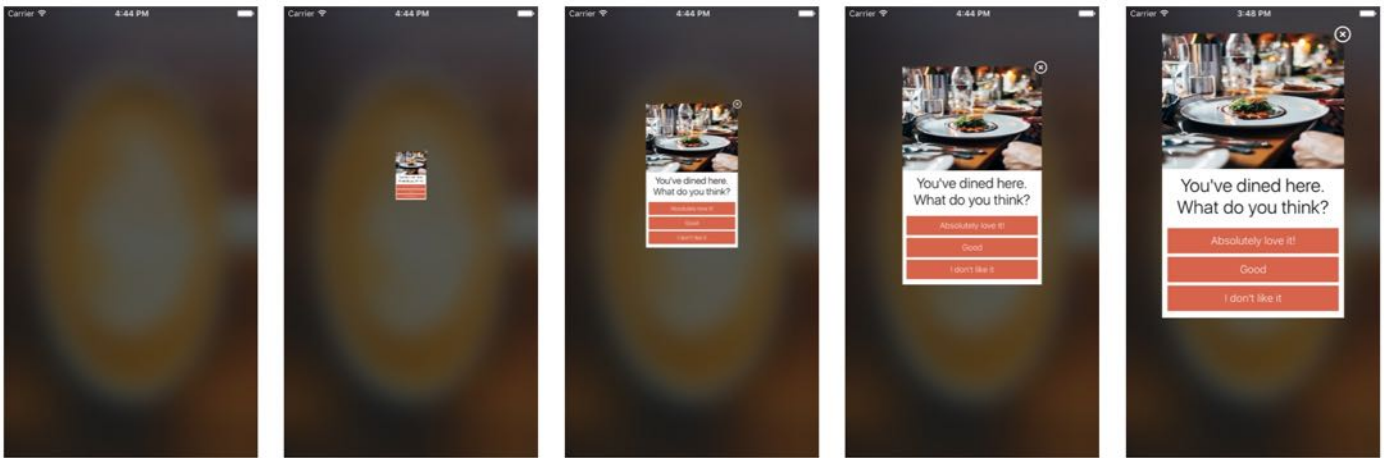 Carrier
4:44 PM
Carrier
4:44 PM
Carrier
4:44 PM
You've dined here.
What do you think?
Absolutely love it!
Good
I don't like it
Carrier
4:44 PM
You've dined here.
What do you think?
Absolutely love it!
Good
I don't like it
Carrier
3:48 PM
You've dined here.
What do you think?
Absolutely love it!
Good
I don't like it